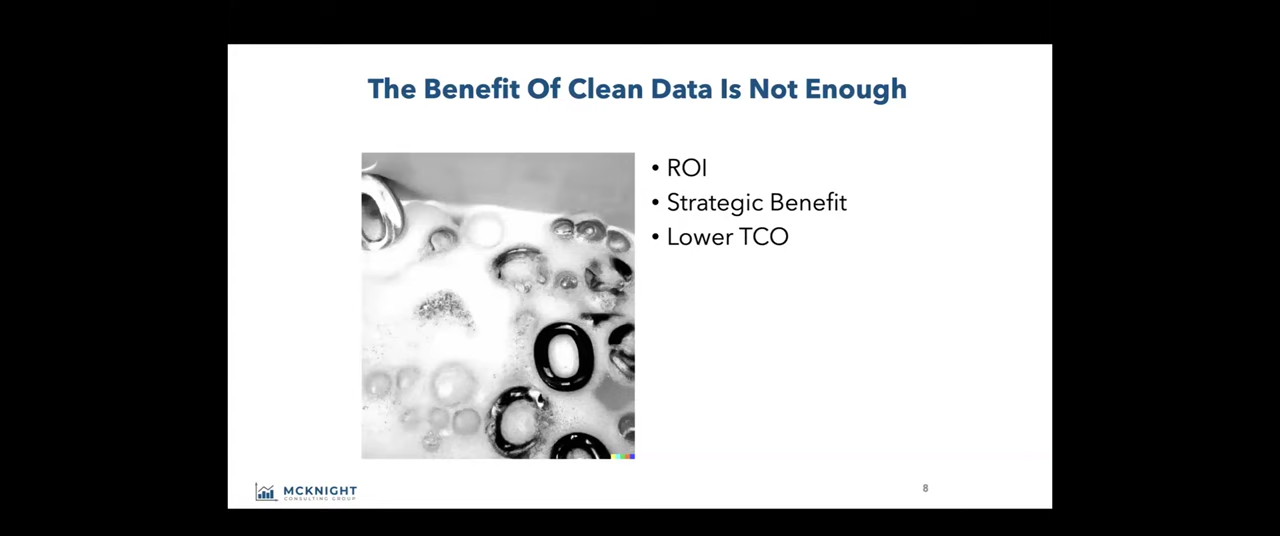 The Benefit Of Clean Data Is Not Enough
• ROI
• Strategic Benefit
• Lower TCO
MCKNIGHT
CONSULTING GROUP
8